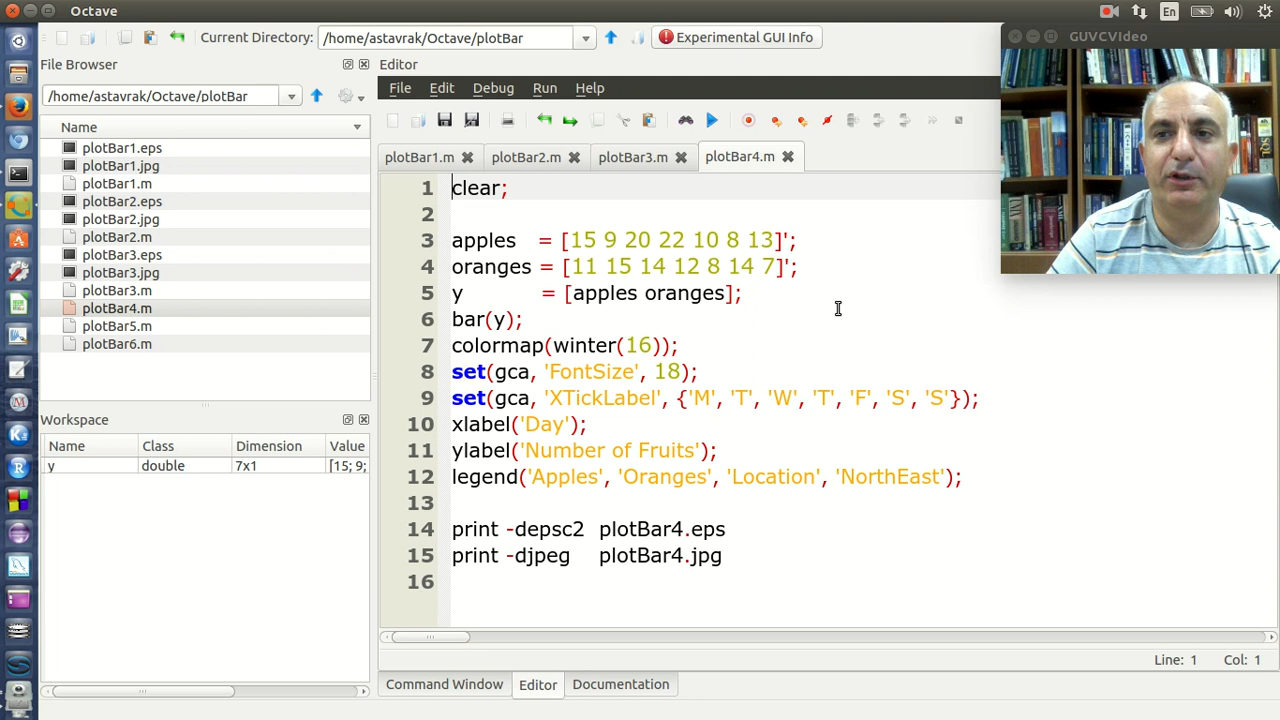 Octave
En
Current Directory: /home/astavrak/Octave/plotBar Experimental GUI Info
GUVCVIdeo
File Browser
/home/astavrak/Octave/plotBar
Name
plotBar1.eps
plotBar1.jpg
plotBar1.m
plotBar2.eps
plotBar2.jpg
plotBar2.m
plotBar3.eps
plotBar3.jpg
plotBar3.m
plotBar4.m
plotBar5.m
plotBar6.m
Workspace
Name Class Dimension Value
y double 7x1 [15; 9;
Editor
File Edit Debug Run Help
plotBar1.m plotBar2.m plotBar3.m plotBar4.m
1 clear;
2
3 apples = [15 9 20 22 10 8 13]';
4 oranges = [11 15 14 12 8 14 7]';
5 y = [apples oranges];
6 bar(y);
7 colormap(winter(16));
8 set(gca, 'FontSize', 18);
9 set(gca, 'XTickLabel', {'M', 'T', 'W', 'T', 'F', 'S', 'S'});
10 xlabel('Day');
11 ylabel('Number of Fruits');
12 legend('Apples', 'Oranges', 'Location', 'NorthEast');
13
14 print -depsc2 plotBar4.eps
15 print -djpeg plotBar4.jpg
16
Line: 1 Col: 1
Command Window Editor Documentation